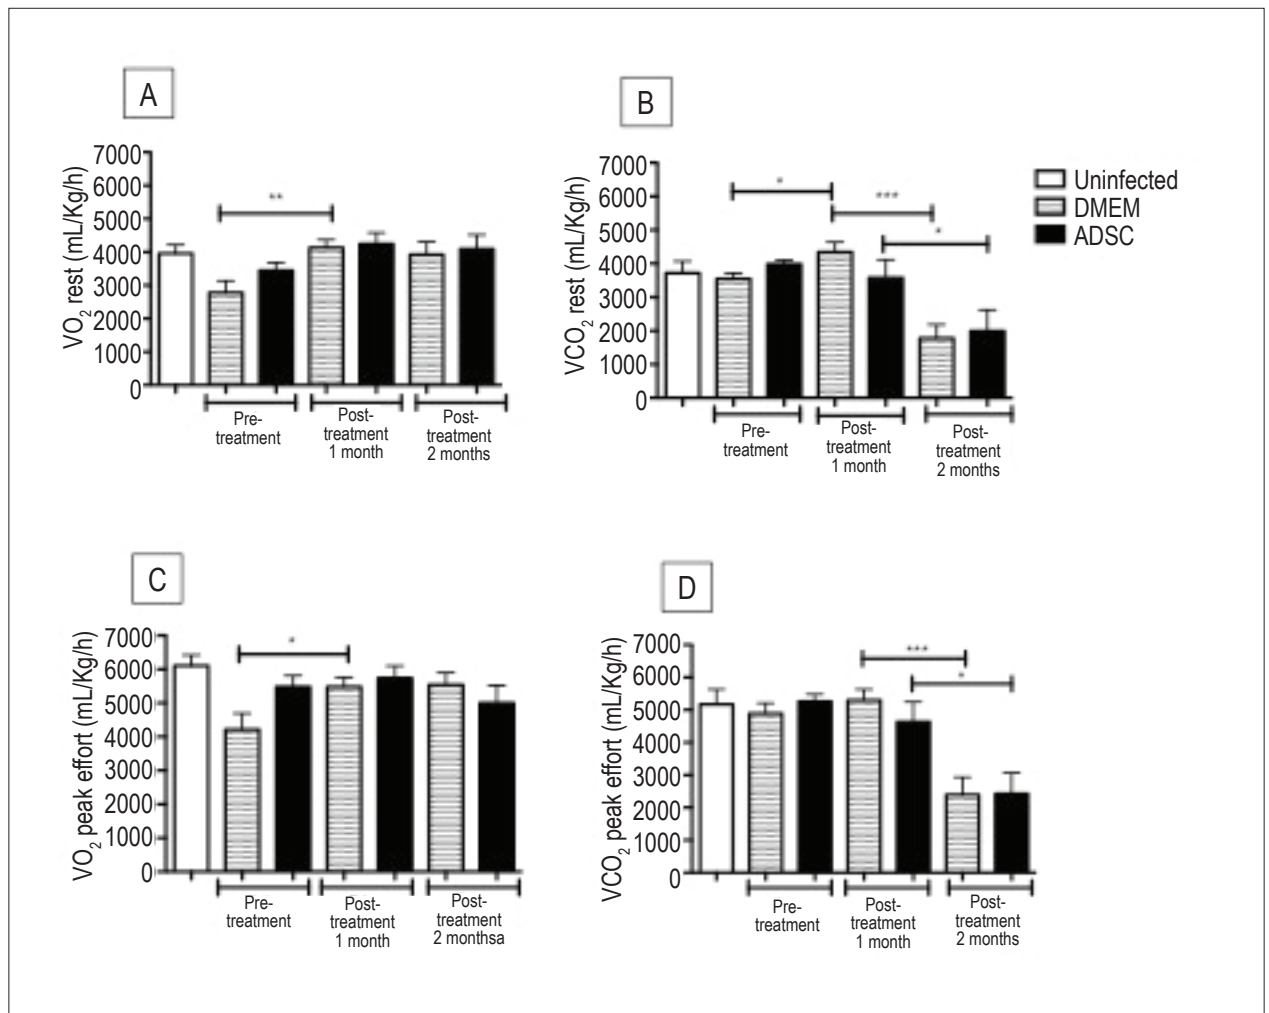 A
VO2 rest (mL/Kg/h)
7000
6000
5000
4000
3000
2000
1000
0
**
Pre-
treatment
Post-
treatment
1 month
Post-
treatment
2 months
B
VCO2 rest (mL/Kg/h)
7000
6000
5000
4000
3000
2000
1000
0
*
***
*
Pre-
treatment
Post-
treatment
1 month
Post-
treatment
2 months
Uninfected
DMEM
ADSC
C
VO2 peak effort (mL/Kg/h)
7000
6000
5000
4000
3000
2000
1000
0
*
Pre-
treatment
Post-
treatment
1 month
Post-
treatment
2 monthsa
D
VCO2 peak effort (mL/Kg/h)
7000
6000
5000
4000
3000
2000
1000
0
***
*
Pre-
treatment
Post-
treatment
1 month
Post-
treatment
2 months